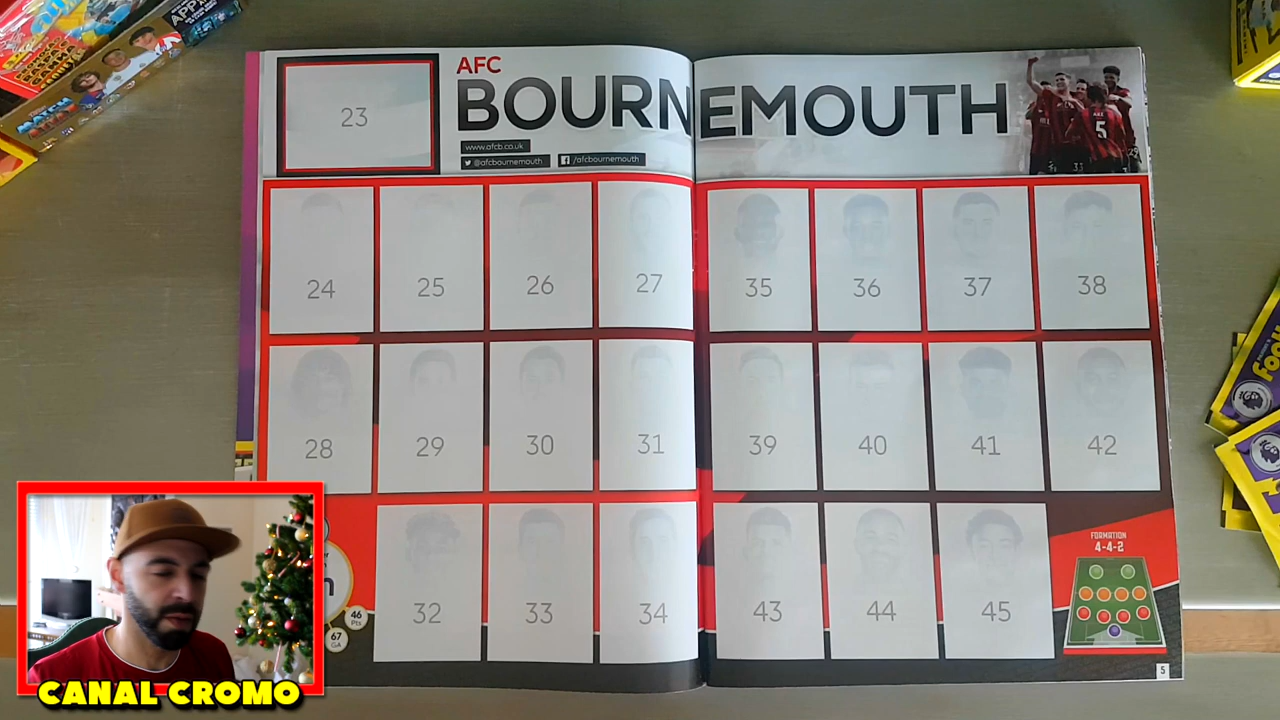 23
AFC
BOURNEMOUTH
www.afcb.co.uk
@afcbournemouth
/afcbournemouth
AKE
5
24 25 26 27 35 36 37 38
28 29 30 31 39 40 41 42
32 33 34 43 44 45
46
Pts
67
FORMATION
4-4-2
5
CANAL CROMO